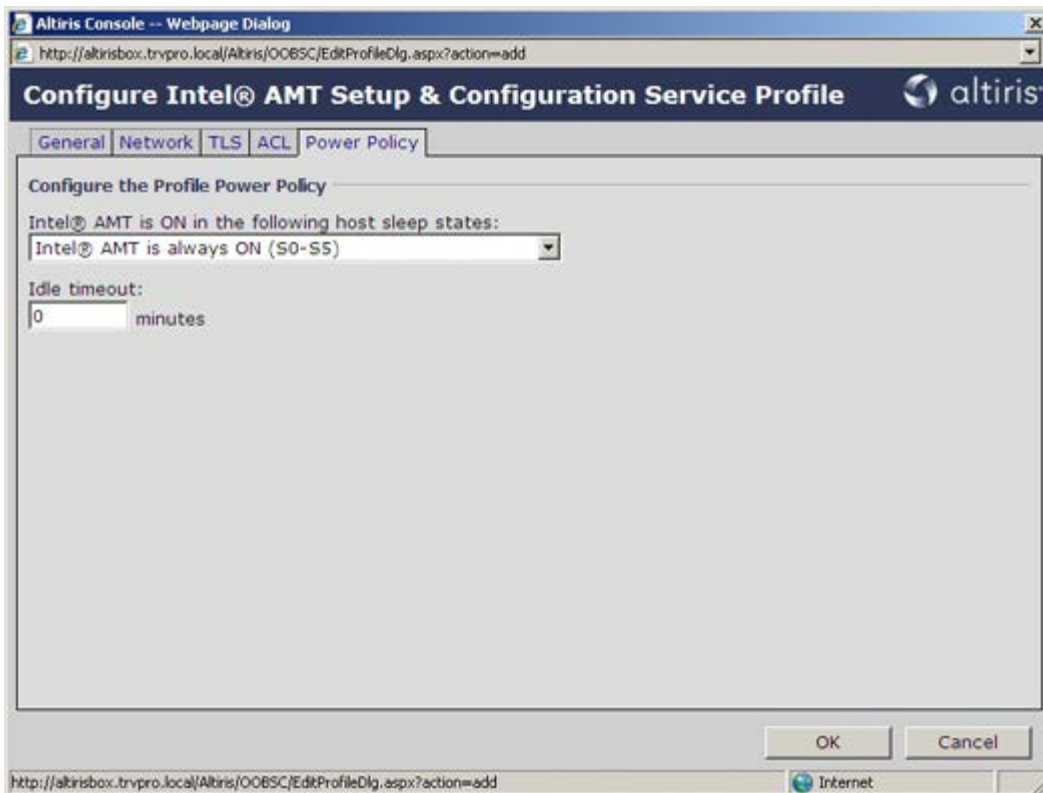 Altiris Console -- Webpage Dialog
http://altirisbox.trvpro.local/Altiris/OOBSC/EditProfileDlg.aspx?action=add
Configure Intel® AMT Setup & Configuration Service Profile
altiris
General Network TLS ACL Power Policy
Configure the Profile Power Policy
Intel® AMT is ON in the following host sleep states:
Intel® AMT is always ON (S0-S5)
Idle timeout:
0 minutes
OK Cancel
http://altirisbox.trvpro.local/Altiris/OOBSC/EditProfileDlg.aspx?action=add Internet